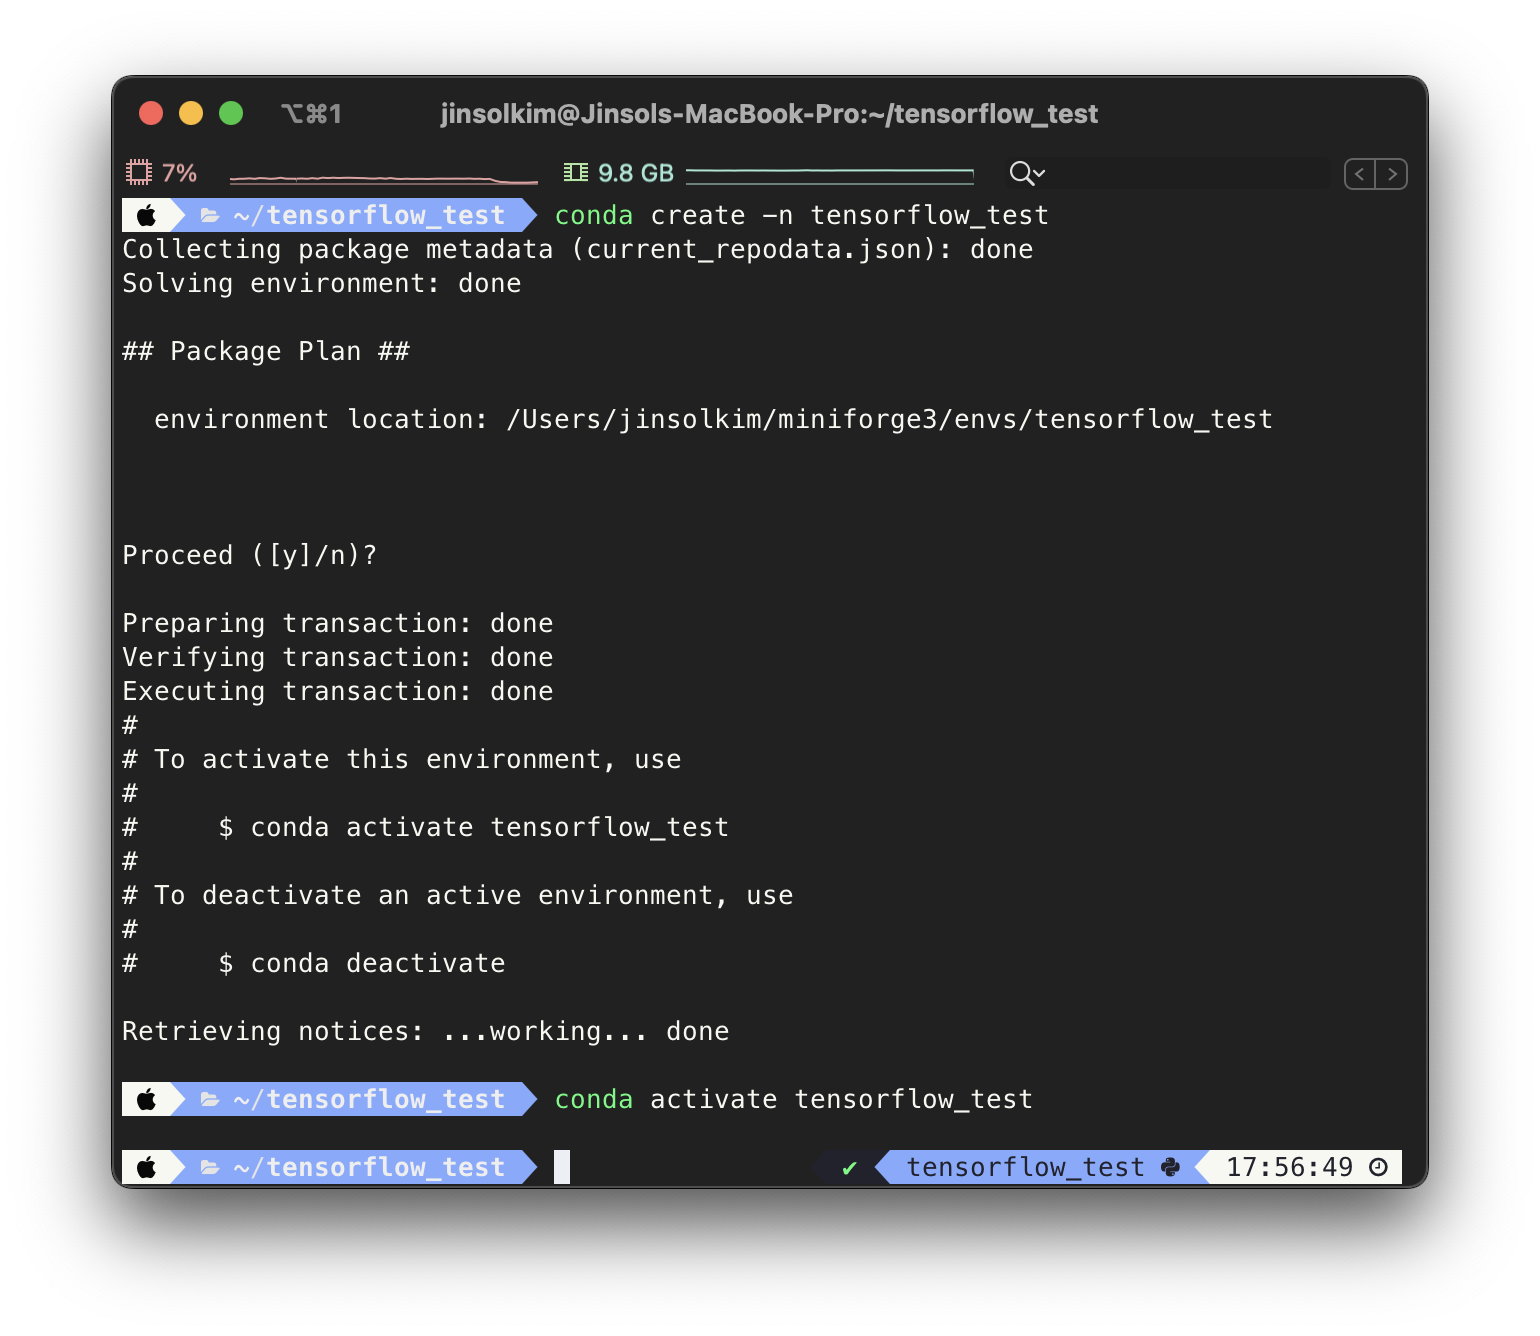 ⌥⌘1 jinsolkim@Jinsols-MacBook-Pro:~/tensorflow_test
7% 9.8 GB
~/tensorflow_test conda create -n tensorflow_test
Collecting package metadata (current_repodata.json): done
Solving environment: done
## Package Plan ##
environment location: /Users/jinsolkim/miniforge3/envs/tensorflow_test
Proceed ([y]/n)?
Preparing transaction: done
Verifying transaction: done
Executing transaction: done
#
# To activate this environment, use
#
#     $ conda activate tensorflow_test
#
# To deactivate an active environment, use
#
#     $ conda deactivate
Retrieving notices: ...working... done
~/tensorflow_test conda activate tensorflow_test
~/tensorflow_test ✔ tensorflow_test 17:56:49